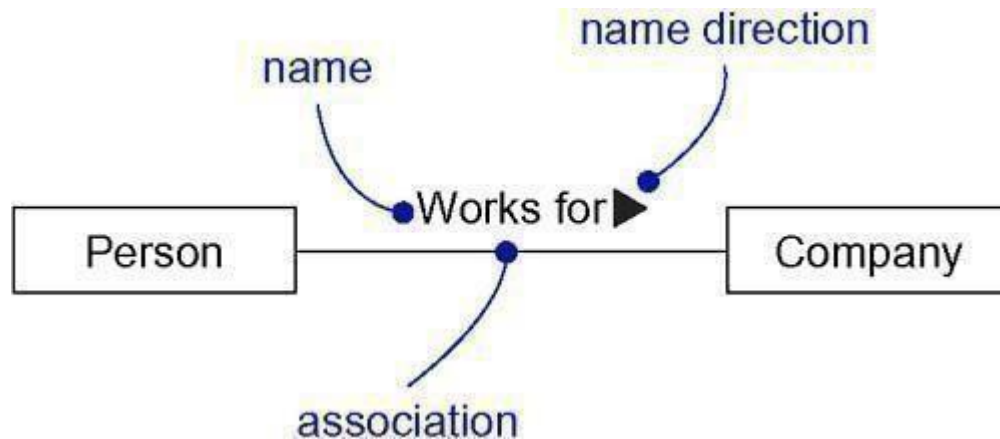 name direction
name
Works for
Person
Company
association